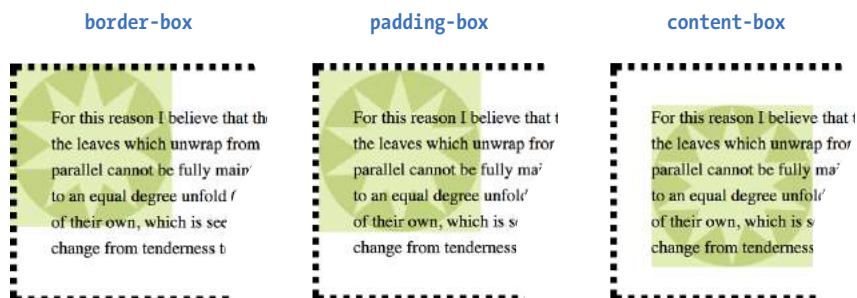 border-box
For this reason I believe that the
the leaves which unwrap from
parallel cannot be fully main
to an equal degree unfold
of their own, which is see
change from tenderness t
padding-box
For this reason I believe that t
the leaves which unwrap
parallel cannot be fully ma
to an equal degree unfold
of their own, which is s
change from tenderness
content-box
For this reason I believe that t
the leaves which unwrap
parallel cannot be fully ma
to an equal degree unfold
of their own, which is s
change from tenderness